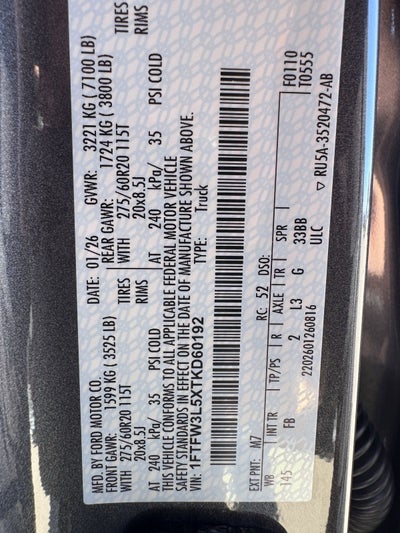 MFD. BY FORD MOTOR CO.
DATE: 01/26 GVWR: 3221 KG ( 7100 LB)
FRONT GAWR: 1599 KG ( 3525 LB) REAR GAWR: 1724 KG ( 3800 LB)
WITH 275/60R20 115T TIRES WITH 275/60R20 115T TIRES
20x8.5J RIMS 20x8.5J RIMS
AT 240 kPa/ 35 PSI COLD AT 240 kPa/ 35 PSI COLD
THIS VEHICLE CONFORMS TO ALL APPLICABLE FEDERAL MOTOR VEHICLE
SAFETY STANDARDS IN EFFECT ON THE DATE OF MANUFACTURE SHOWN ABOVE.
VIN: 1FTFW3L5XTKD60192
TYPE: Truck
F0110
T0555
EXT PNT: M7 RC: 52 DSO:
WB INT TR TP/PS R AXLE TR SPR
145 FB 2 L3 G 33BB
ULC
2202601260816
▽ RU5A-3520472-AB